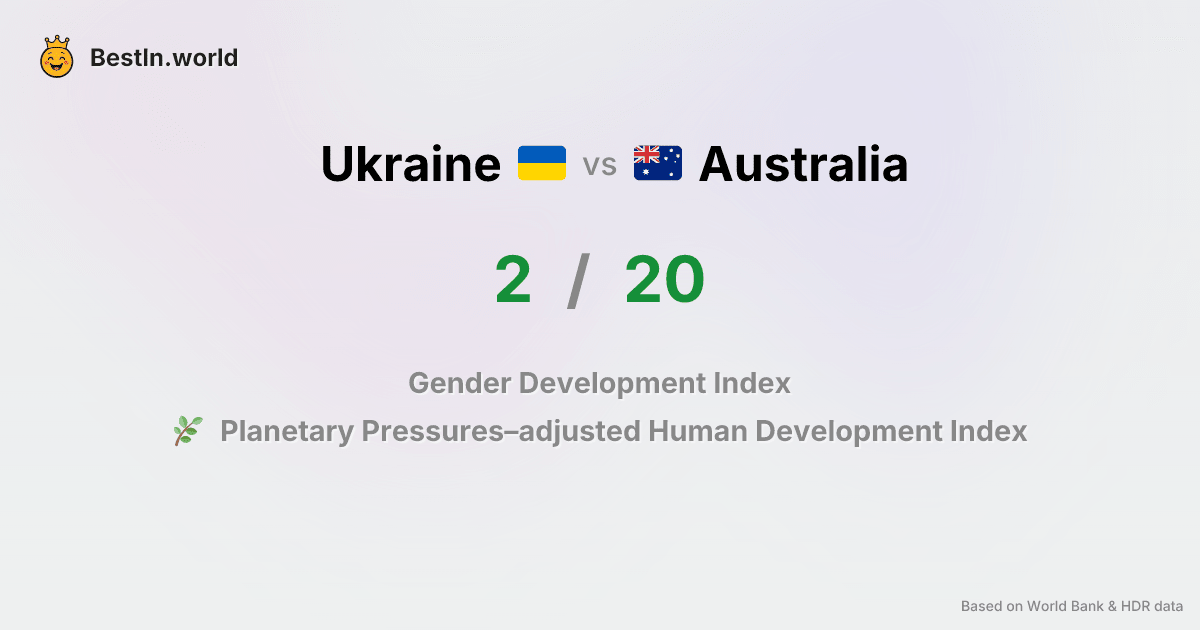 BestIn.world
Ukraine vs Australia
2 / 20
Gender Development Index
Planetary Pressures–adjusted Human Development Index
Based on World Bank & HDR data